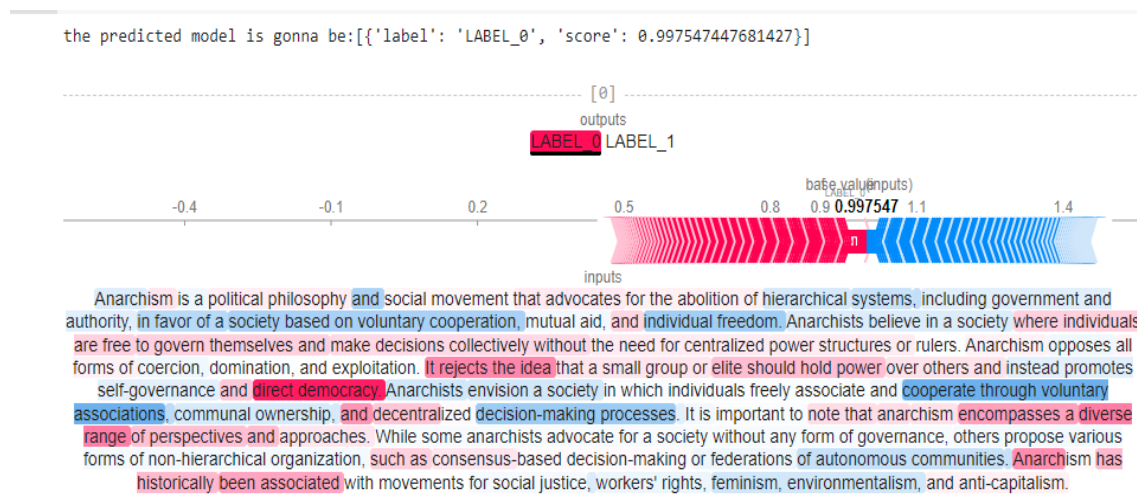 the predicted model is gonna be:[{'label': 'LABEL_0', 'score': 0.997547447681427}]
[0]
outputs
LABEL_0 LABEL_1
base value
(inputs)
-0.4 -0.1 0.2 0.5 0.8 0.9 0.997547 1.1 1.4
n
inputs
Anarchism is a political philosophy and social movement that advocates for the abolition of hierarchical systems, including government and
authority, in favor of a society based on voluntary cooperation, mutual aid, and individual freedom. Anarchists believe in a society where individuals
are free to govern themselves and make decisions collectively without the need for centralized power structures or rulers. Anarchism opposes all
forms of coercion, domination, and exploitation. It rejects the idea that a small group or elite should hold power over others and instead promotes
self-governance and direct democracy. Anarchists envision a society in which individuals freely associate and cooperate through voluntary
associations, communal ownership, and decentralized decision-making processes. It is important to note that anarchism encompasses a diverse
range of perspectives and approaches. While some anarchists advocate for a society without any form of governance, others propose various
forms of non-hierarchical organization, such as consensus-based decision-making or federations of autonomous communities. Anarchism has
historically been associated with movements for social justice, workers' rights, feminism, environmentalism, and anti-capitalism.